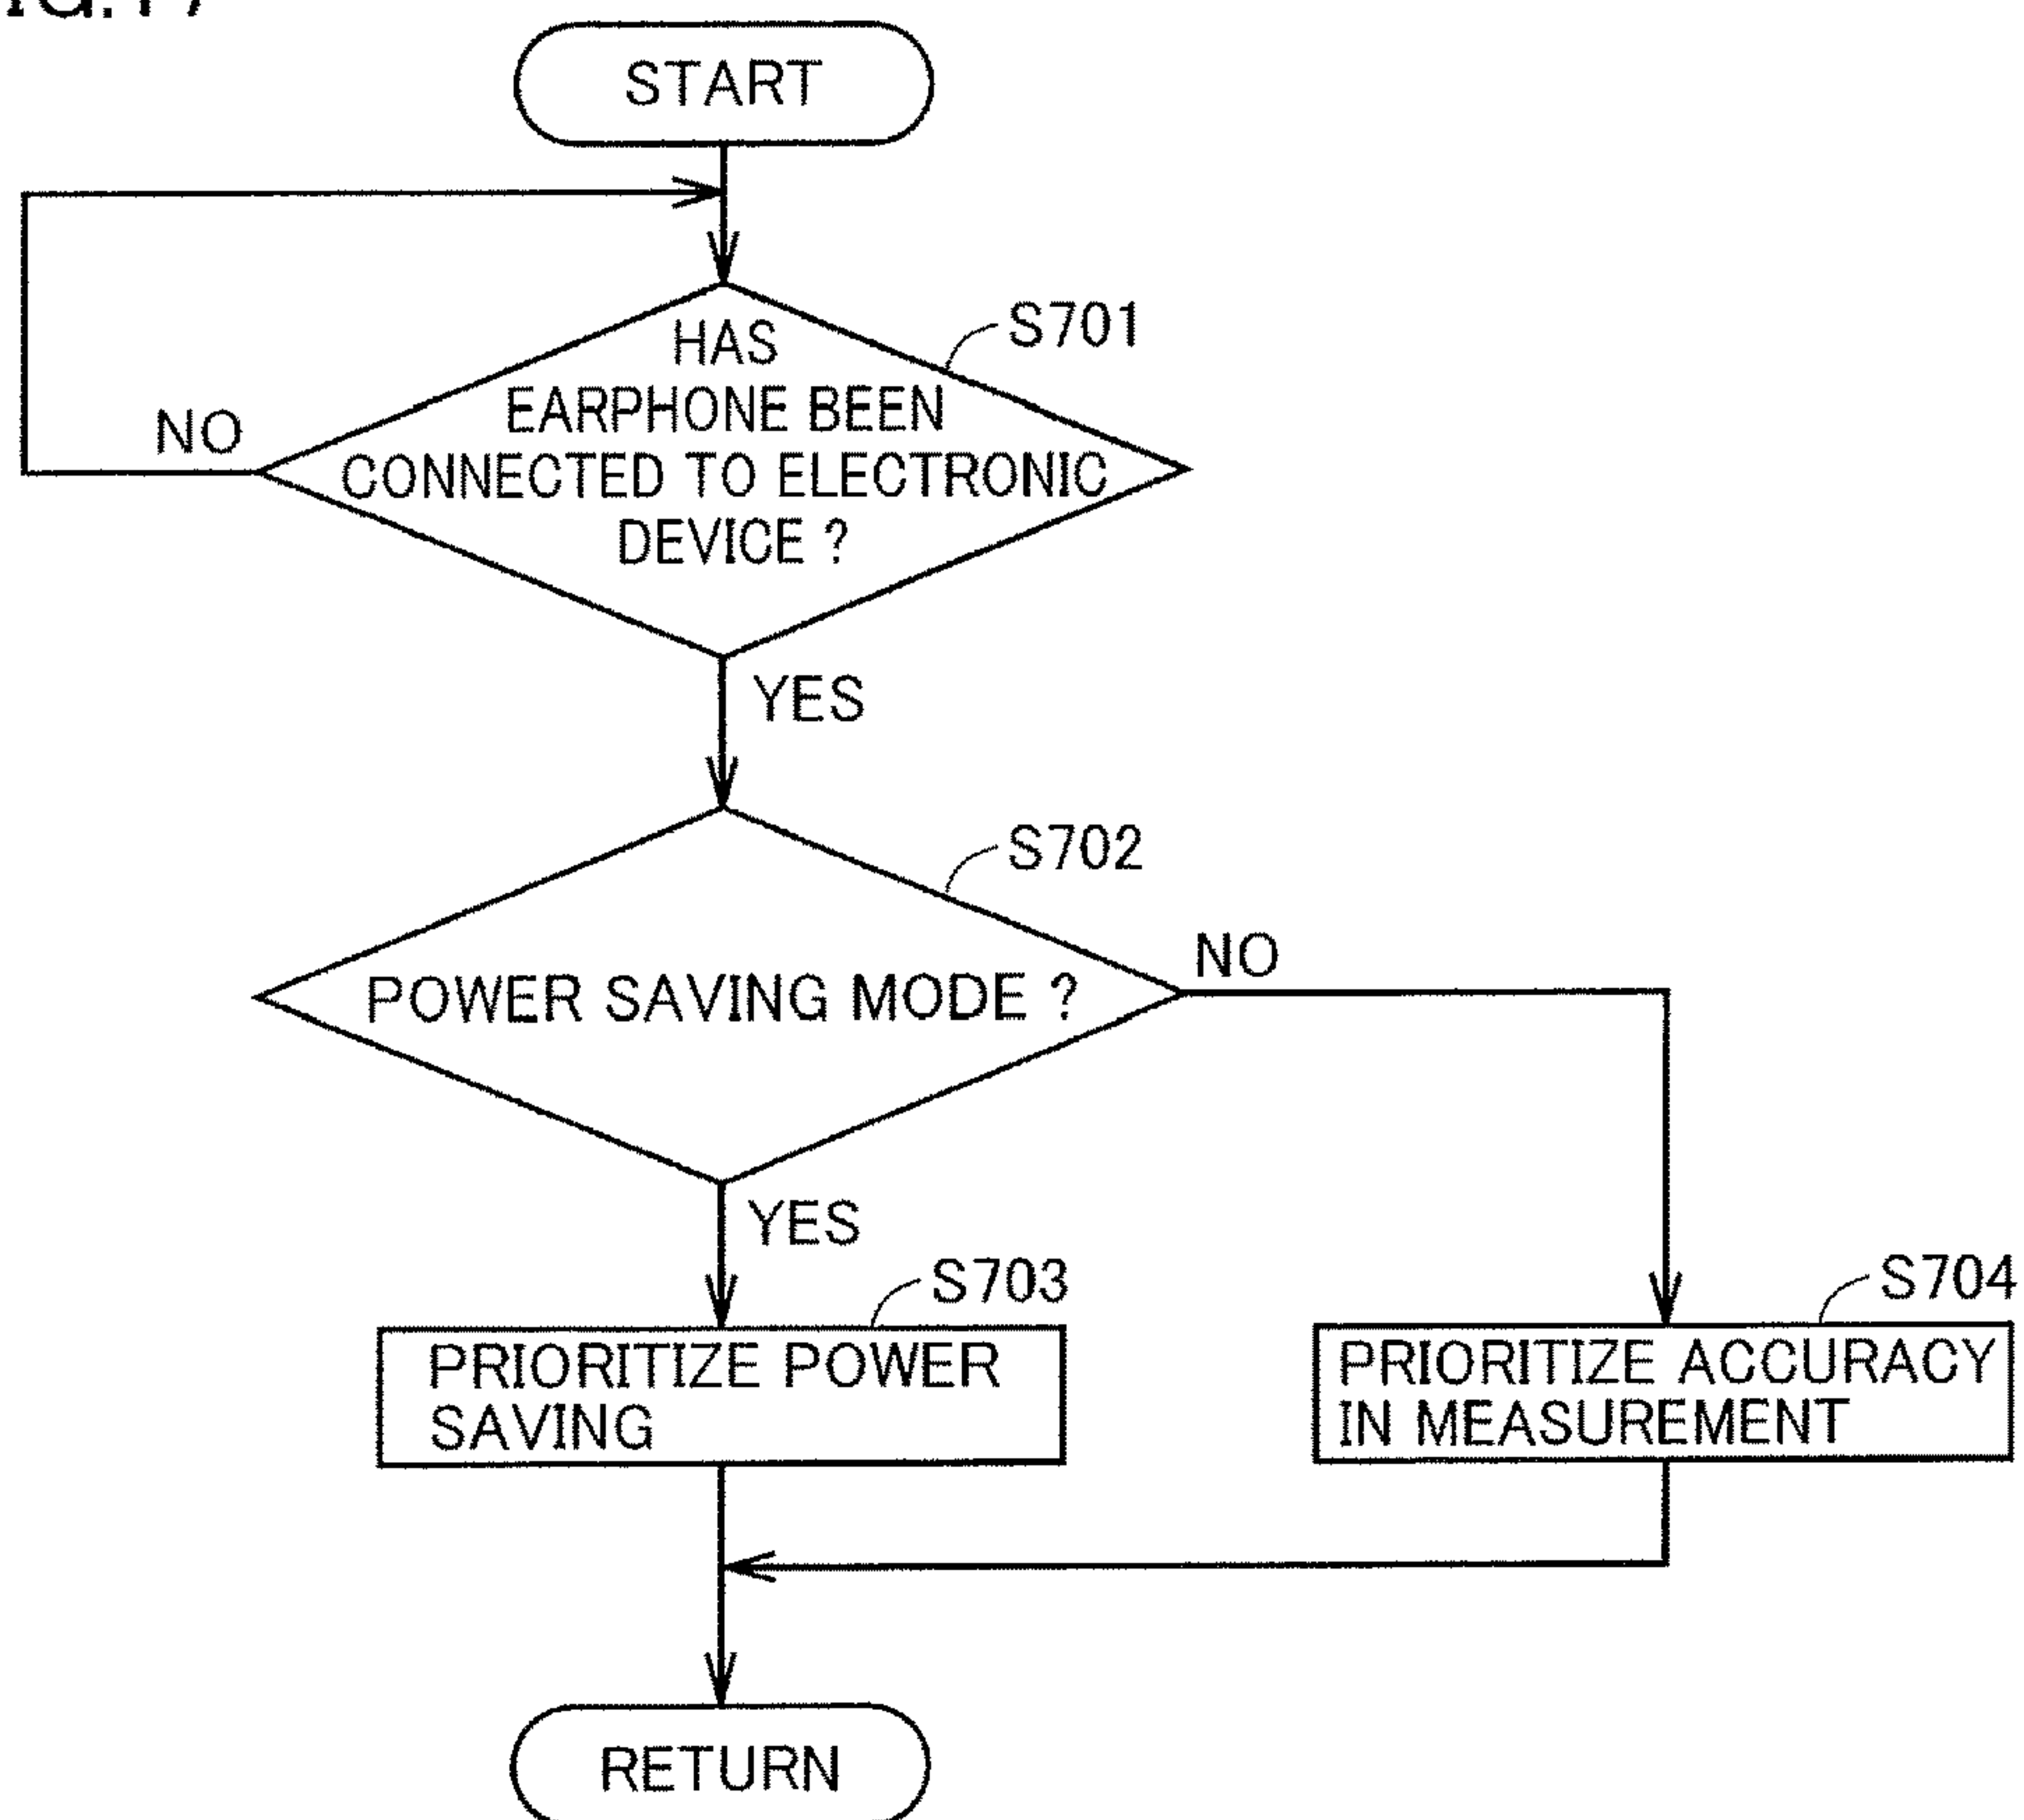 START
S701
HAS
EARPHONE BEEN
CONNECTED TO ELECTRONIC
DEVICE ?
NO
YES
S702
POWER SAVING MODE ?
NO
YES
S703
PRIORITIZE POWER
SAVING
S704
PRIORITIZE ACCURACY
IN MEASUREMENT
RETURN